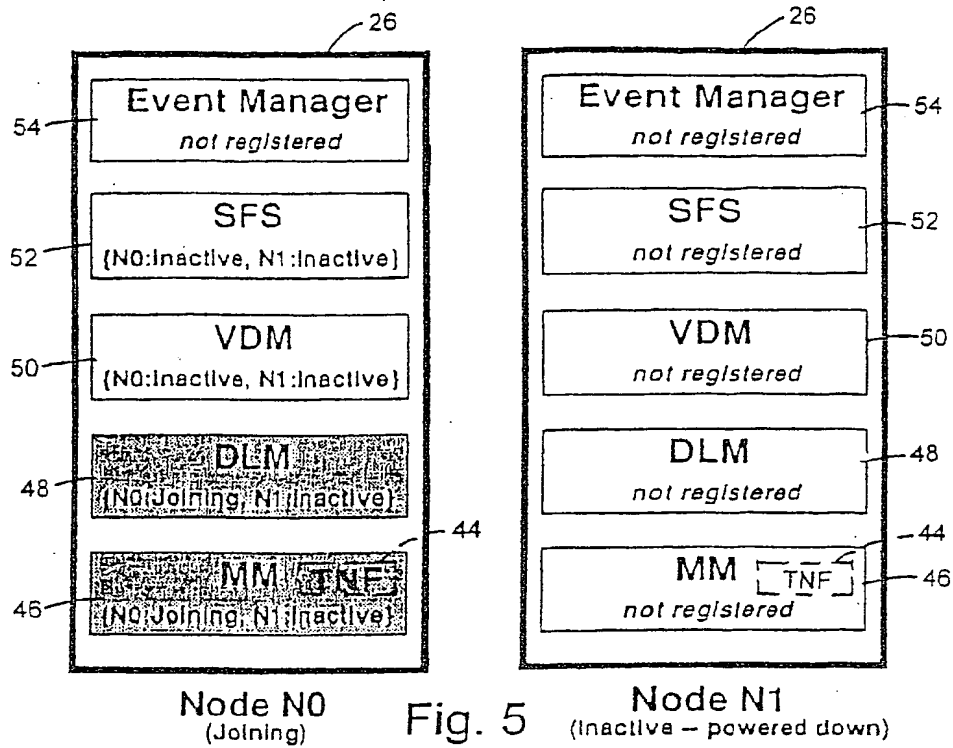 26
26
Event Manager
not registered
54
Event Manager
not registered
54
SFS
{N0:Inactive, N1:Inactive}
52
SFS
not registered
52
VDM
{N0:Inactive, N1:Inactive}
50
VDM
not registered
50
DLM
{N0:Joining, N1:Inactive}
48
DLM
not registered
48
44
44
MM TNF
{N0:Joining, N1:Inactive}
46
MM TNF
not registered
46
Node N0
(Joining)
Fig. 5
Node N1
(Inactive – powered down)